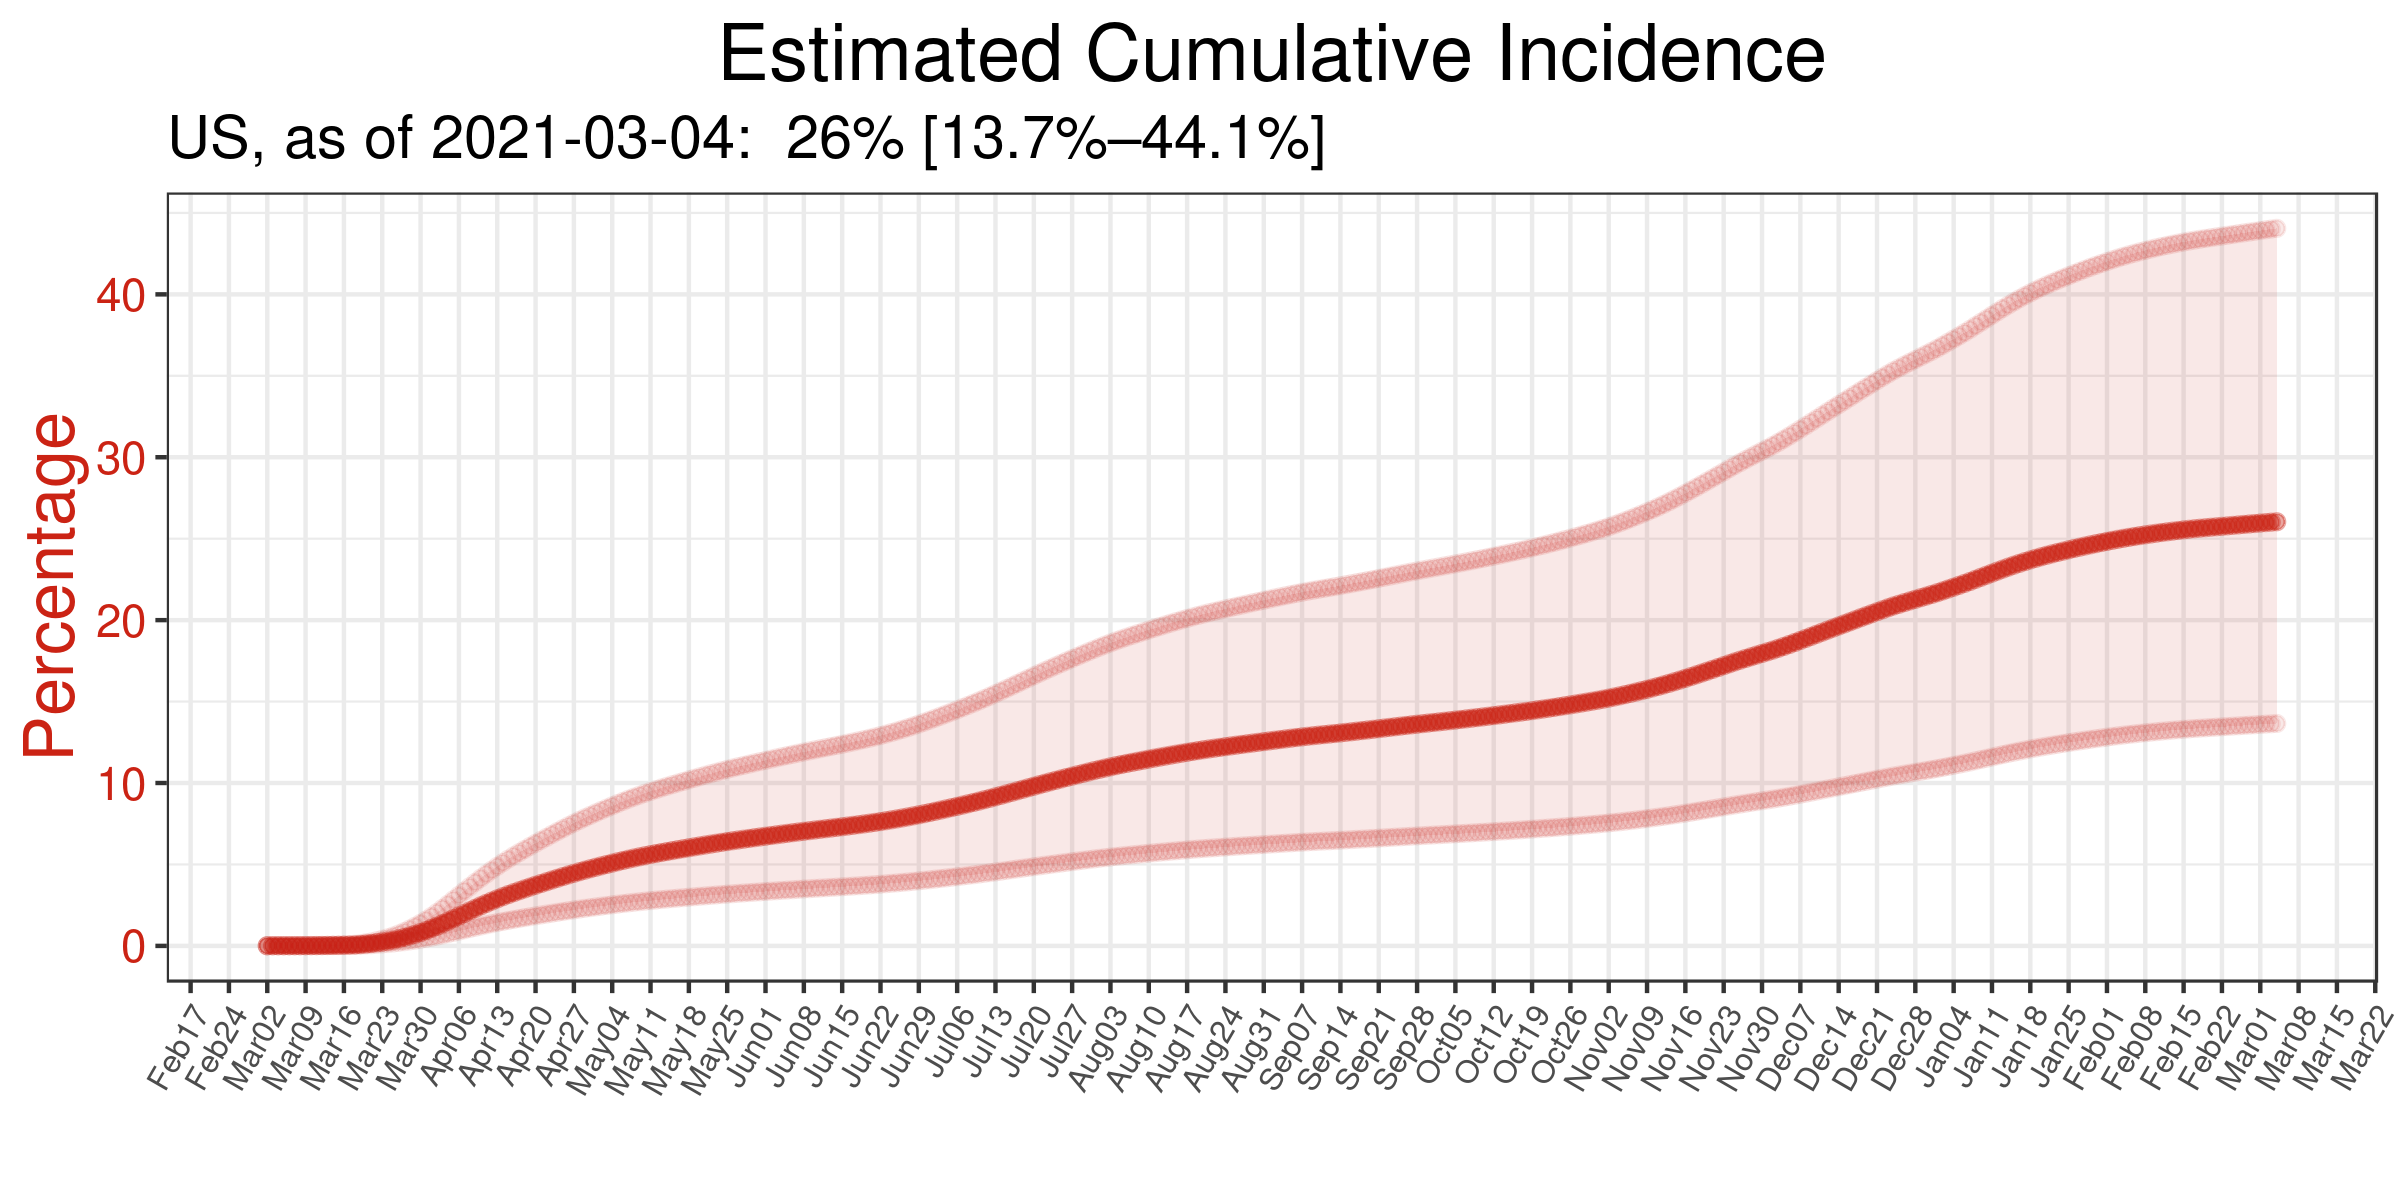 Estimated Cumulative Incidence
US, as of 2021-03-04: 26% [13.7%–44.1%]
Percentage
40
30
20
10
0
Feb17
Feb24
Mar02
Mar09
Mar16
Mar23
Mar30
Apr06
Apr13
Apr20
Apr27
May04
May11
May18
May25
Jun01
Jun08
Jun15
Jun22
Jun29
Jul06
Jul13
Jul20
Jul27
Aug03
Aug10
Aug17
Aug24
Aug31
Sep07
Sep14
Sep21
Sep28
Oct05
Oct12
Oct19
Oct26
Nov02
Nov09
Nov16
Nov23
Nov30
Dec07
Dec14
Dec21
Dec28
Jan04
Jan11
Jan18
Jan25
Feb01
Feb08
Feb15
Feb22
Mar01
Mar08
Mar15
Mar22